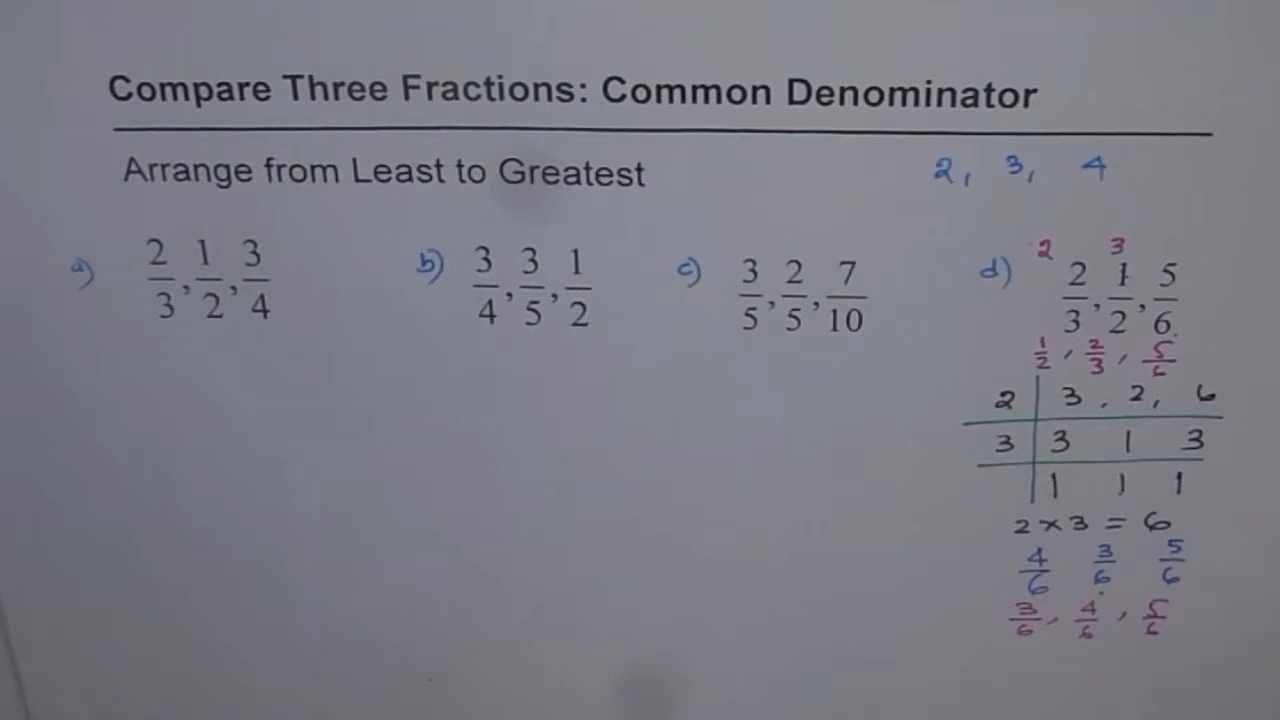 Compare Three Fractions: Common Denominator
Arrange from Least to Greatest
2, 3, 4
a) 2/3, 1/2, 3/4
b) 3/4, 3/5, 1/2
c) 3/5, 2/5, 7/10
d) 2/3, 1/2, 5/6
2 3
1/2, 2/3, 5/6
2 | 3, 2, 6
3 | 3 1 3
| 1 1 1
2 × 3 = 6
4/6 3/6 5/6
3/6, 4/6, 5/6